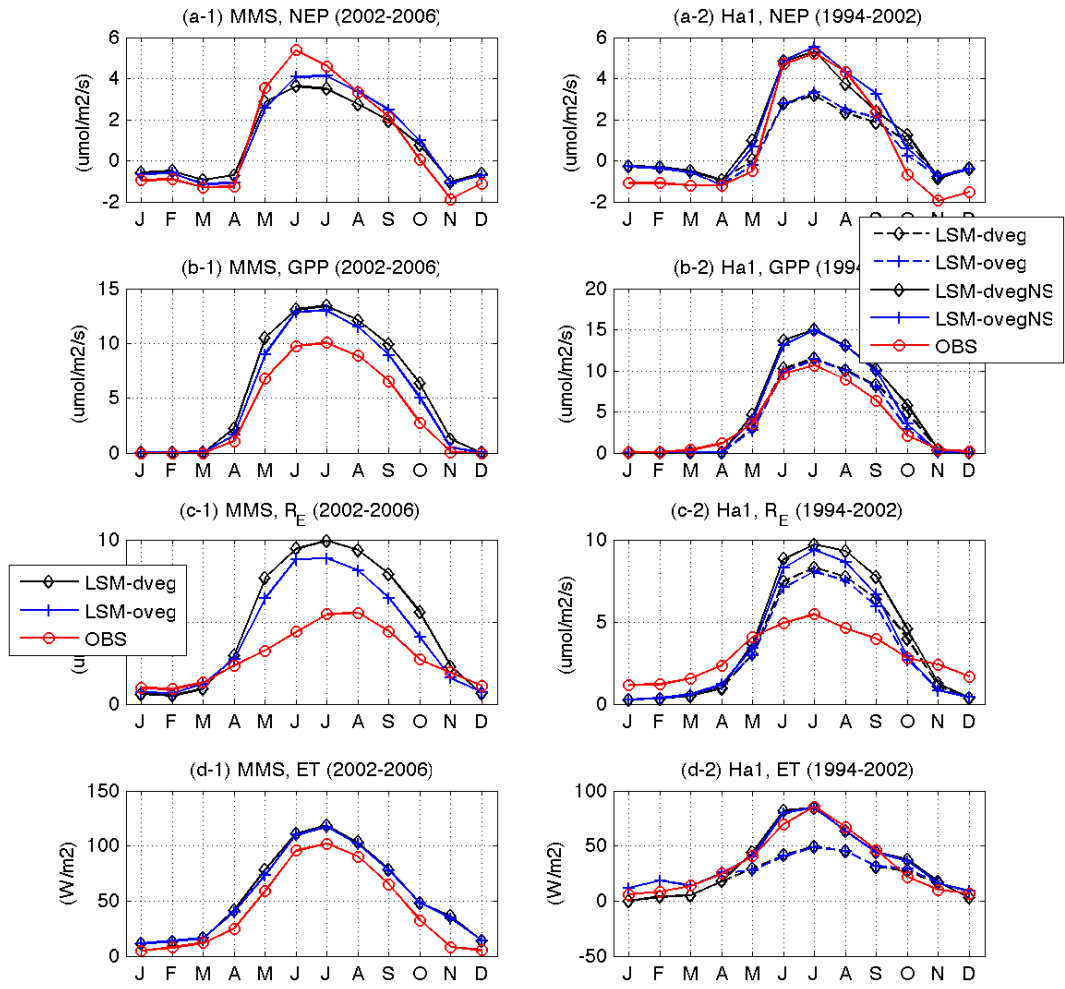 (a-1) MMS, NEP (2002-2006)
(umol/m2/s)
6
4
2
0
-2
J F M A M J J A S O N D
(a-2) Ha1, NEP (1994-2002)
(umol/m2/s)
6
4
2
0
-2
J F M A M J J A S O N D
LSM-dveg
LSM-oveg
LSM-dvegNS
LSM-ovegNS
OBS
(b-1) MMS, GPP (2002-2006)
(umol/m2/s)
15
10
5
0
J F M A M J J A S O N D
(b-2) Ha1, GPP (1994
(umol/m2/s)
20
15
10
5
0
J F M A M J J A S O N D
(c-1) MMS, R_E (2002-2006)
(u
ol/m2/s)
10
0
J F M A M J J A S O N D
LSM-dveg
LSM-oveg
OBS
(c-2) Ha1, R_E (1994-2002)
(umol/m2/s)
10
5
0
J F M A M J J A S O N D
(d-1) MMS, ET (2002-2006)
(W/m2)
150
100
50
0
J F M A M J J A S O N D
(d-2) Ha1, ET (1994-2002)
(W/m2)
100
50
0
-50
J F M A M J J A S O N D